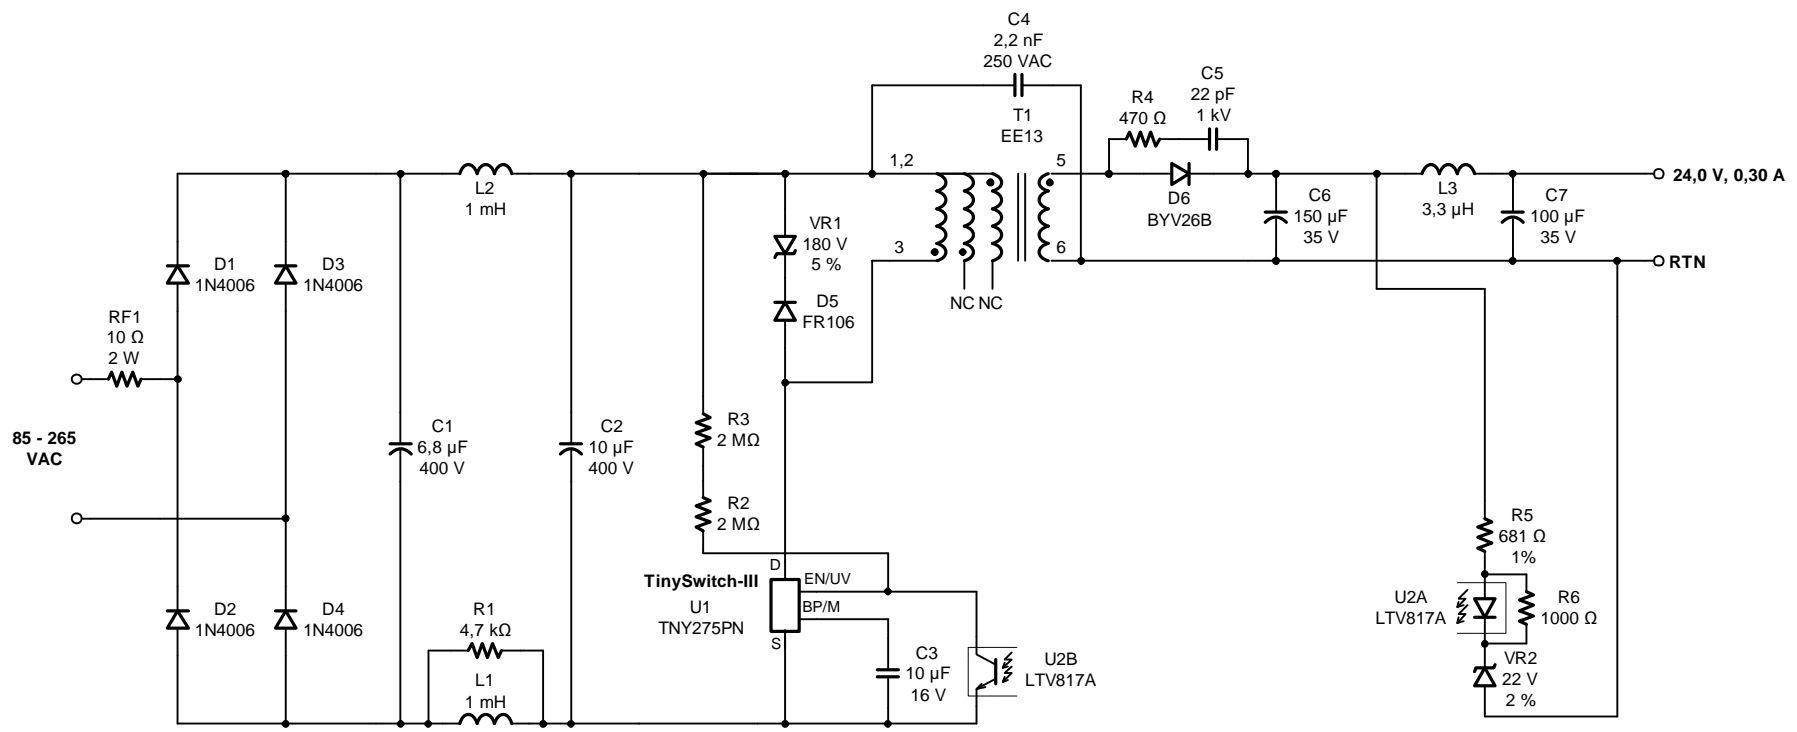 C4
2,2 nF
250 VAC
T1
EE13
C5
22 pF
1 kV
R4
470 Ω
D6
BYV26B
1,2
3
5
6
NC NC
L2
1 mH
VR1
180 V
5 %
D5
FR106
C6
150 µF
35 V
L3
3,3 µH
C7
100 µF
35 V
24,0 V, 0,30 A
RTN
D1
1N4006
D3
1N4006
RF1
10 Ω
2 W
85 - 265
VAC
C1
6,8 µF
400 V
C2
10 µF
400 V
R3
2 MΩ
R2
2 MΩ
D2
1N4006
D4
1N4006
R1
4,7 kΩ
L1
1 mH
TinySwitch-III
U1
TNY275PN
D
EN/UV
BP/M
S
C3
10 µF
16 V
U2B
LTV817A
R5
681 Ω
1%
U2A
LTV817A
R6
1000 Ω
VR2
22 V
2 %